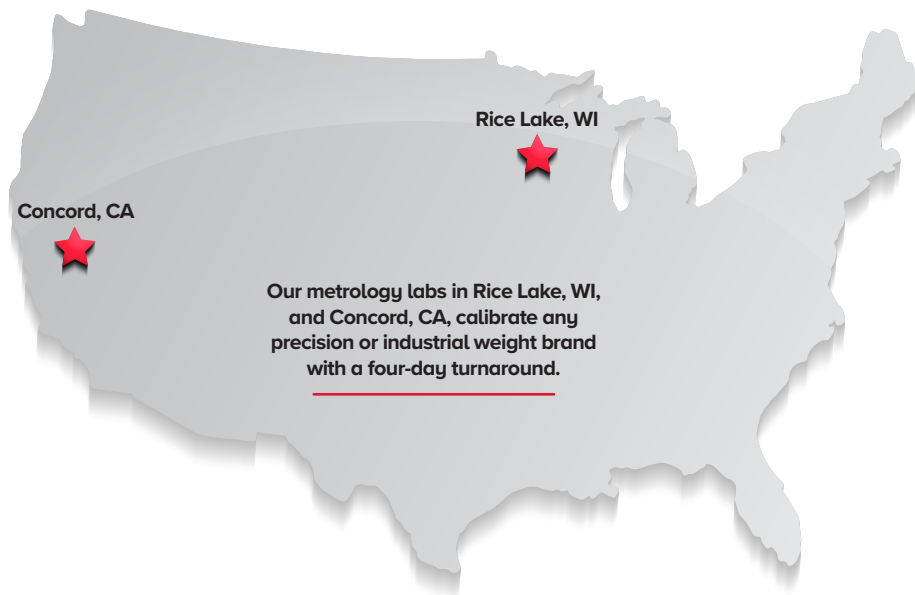 Rice Lake, WI
Concord, CA
Our metrology labs in Rice Lake, WI,
and Concord, CA, calibrate any
precision or industrial weight brand
with a four-day turnaround.